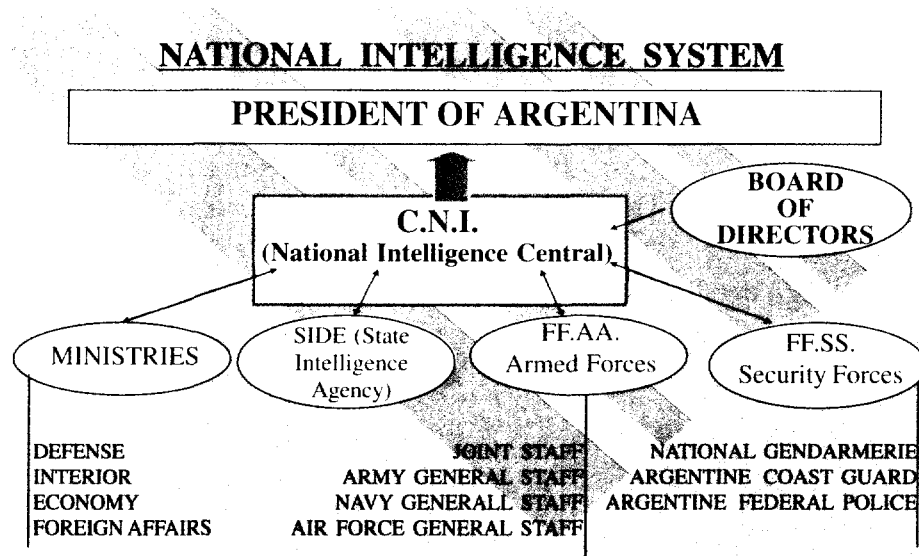 NATIONAL INTELLIGENCE SYSTEM
PRESIDENT OF ARGENTINA
C.N.I.
(National Intelligence Central)
BOARD
OF
DIRECTORS
MINISTRIES
SIDE (State
Intelligence
Agency)
FF.AA.
Armed Forces
FF.SS.
Security Forces
DEFENSE
INTERIOR
ECONOMY
FOREIGN AFFAIRS
JOINT STAFF
ARMY GENERAL STAFF
NAVY GENERALL STAFF
AIR FORCE GENERAL STAFF
NATIONAL GENDARMERIE
ARGENTINE COAST GUARD
ARGENTINE FEDERAL POLICE